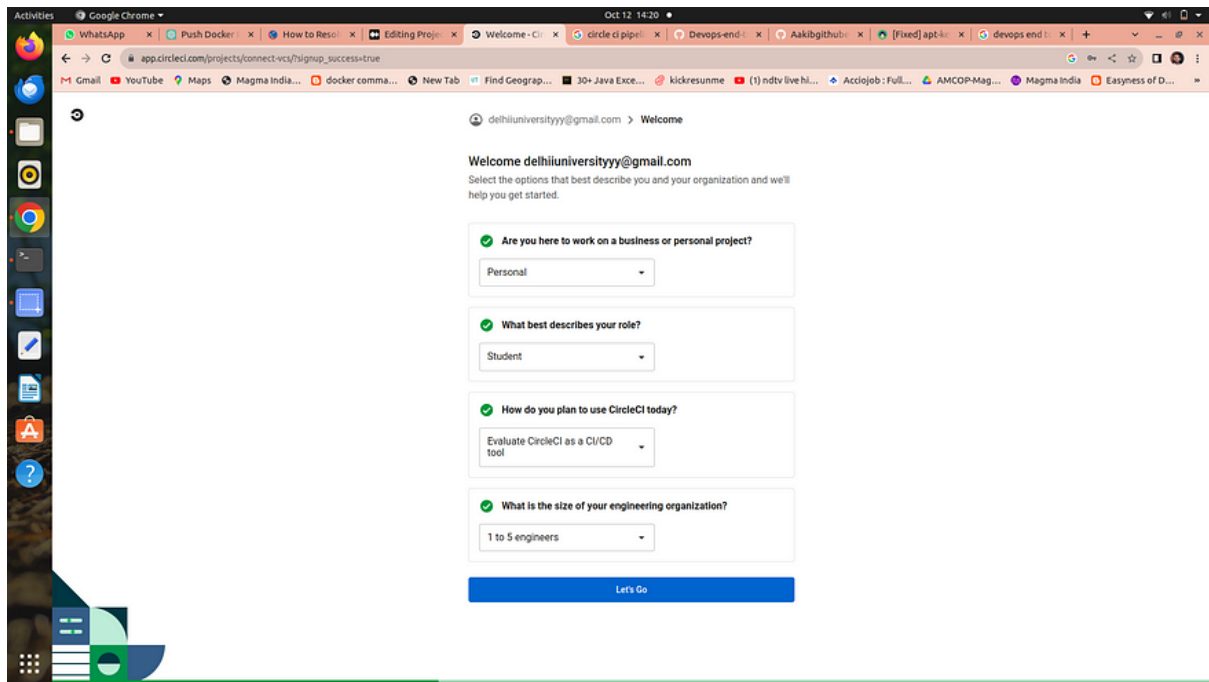 Activities
Google Chrome
Oct 12 14:20
WhatsApp
Push Docker
How to Resol
Editing Projec
Welcome - Cir
circle ci pipeli
Devops-end-t
Aakibgithube
[Fixed] apt-ke
devops end t
app.circleci.com/projects/connect-vcs/?signup_success=true
Gmail
YouTube
Maps
Magma India...
docker comma...
New Tab
Find Geograp...
30+ Java Exce...
kickresumme
(1) ndtv live hi...
Acciojob : Full...
AMCOP-Mag...
Magma India
Easyness of D...
delhiiuniversityyy@gmail.com > Welcome
Welcome delhiiuniversityyy@gmail.com
Select the options that best describe you and your organization and we'll
help you get started.
Are you here to work on a business or personal project?
Personal
What best describes your role?
Student
How do you plan to use CircleCI today?
Evaluate CircleCI as a CI/CD
tool
What is the size of your engineering organization?
1 to 5 engineers
Let's Go